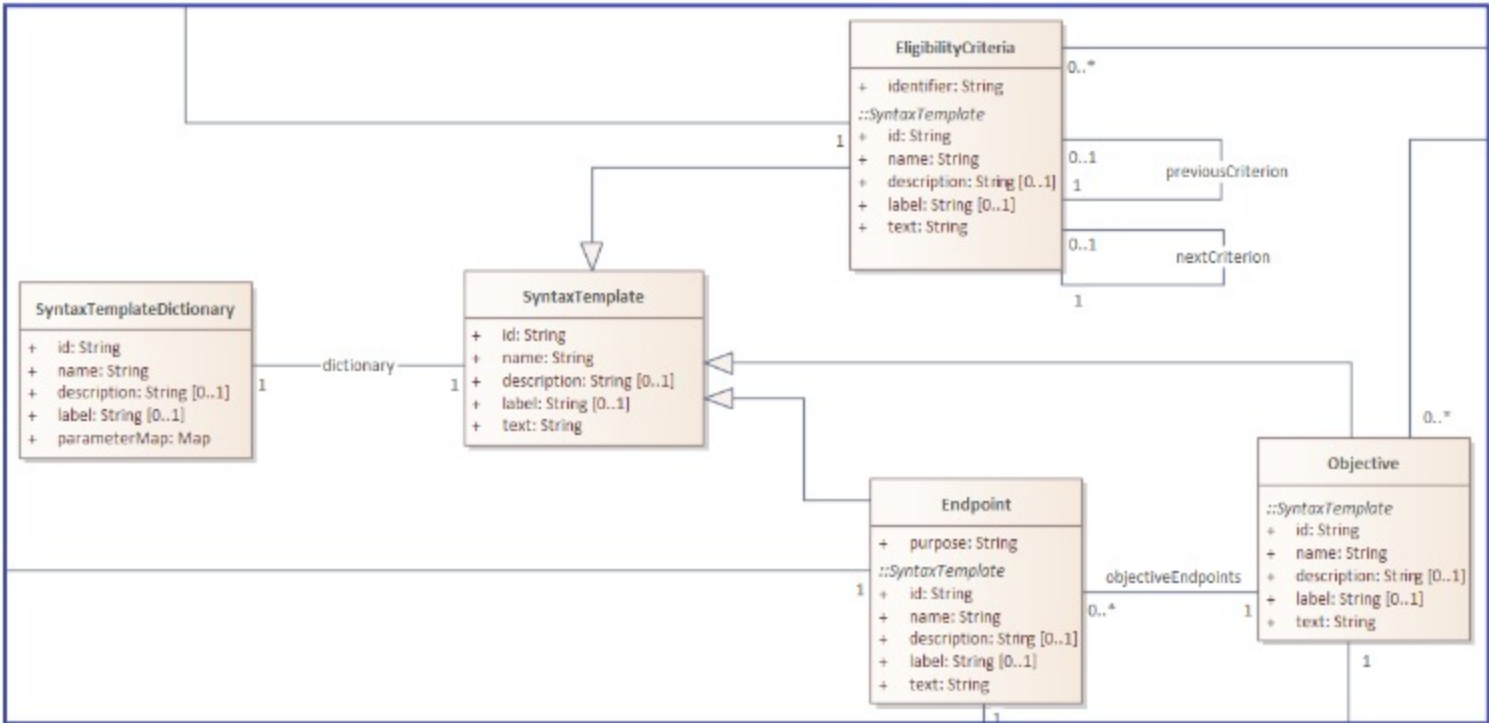 EligibilityCriteria
0..*
+ identifier: String
::SyntaxTemplate
+ id: String
+ name: String
+ description: String [0..1]
+ label: String [0..1]
+ text: String
1
0..1
previousCriterion
1
0..1
nextCriterion
1
SyntaxTemplateDictionary
+ id: String
+ name: String
+ description: String [0..1]
+ label: String [0..1]
+ parameterMap: Map
1
dictionary
1
SyntaxTemplate
+ id: String
+ name: String
+ description: String [0..1]
+ label: String [0..1]
+ text: String
0..*
Objective
::SyntaxTemplate
+ id: String
+ name: String
+ description: String [0..1]
+ label: String [0..1]
+ text: String
1
Endpoint
+ purpose: String
::SyntaxTemplate
+ id: String
+ name: String
+ description: String [0..1]
+ label: String [0..1]
+ text: String
1
objectiveEndpoints
0..*
1
1